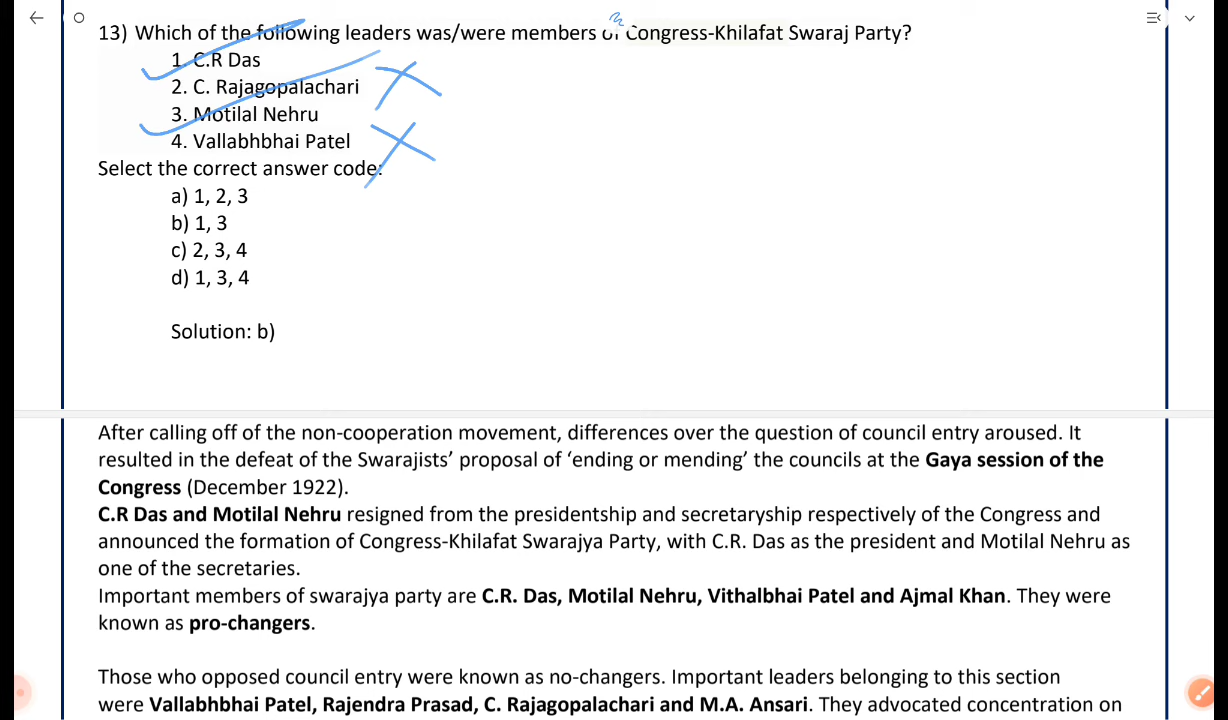 13) Which of the following leaders was/were members of Congress-Khilafat Swaraj Party?
1. C.R Das
2. C. Rajagopalachari
3. Motilal Nehru
4. Vallabhbhai Patel
Select the correct answer code:
a) 1, 2, 3
b) 1, 3
c) 2, 3, 4
d) 1, 3, 4
Solution: b)
After calling off of the non-cooperation movement, differences over the question of council entry aroused. It
resulted in the defeat of the Swarajists’ proposal of ‘ending or mending’ the councils at the Gaya session of the
Congress (December 1922).
C.R Das and Motilal Nehru resigned from the presidentship and secretaryship respectively of the Congress and
announced the formation of Congress-Khilafat Swarajya Party, with C.R. Das as the president and Motilal Nehru as
one of the secretaries.
Important members of swarajya party are C.R. Das, Motilal Nehru, Vithalbhai Patel and Ajmal Khan. They were
known as pro-changers.
Those who opposed council entry were known as no-changers. Important leaders belonging to this section
were Vallabhbhai Patel, Rajendra Prasad, C. Rajagopalachari and M.A. Ansari. They advocated concentration on